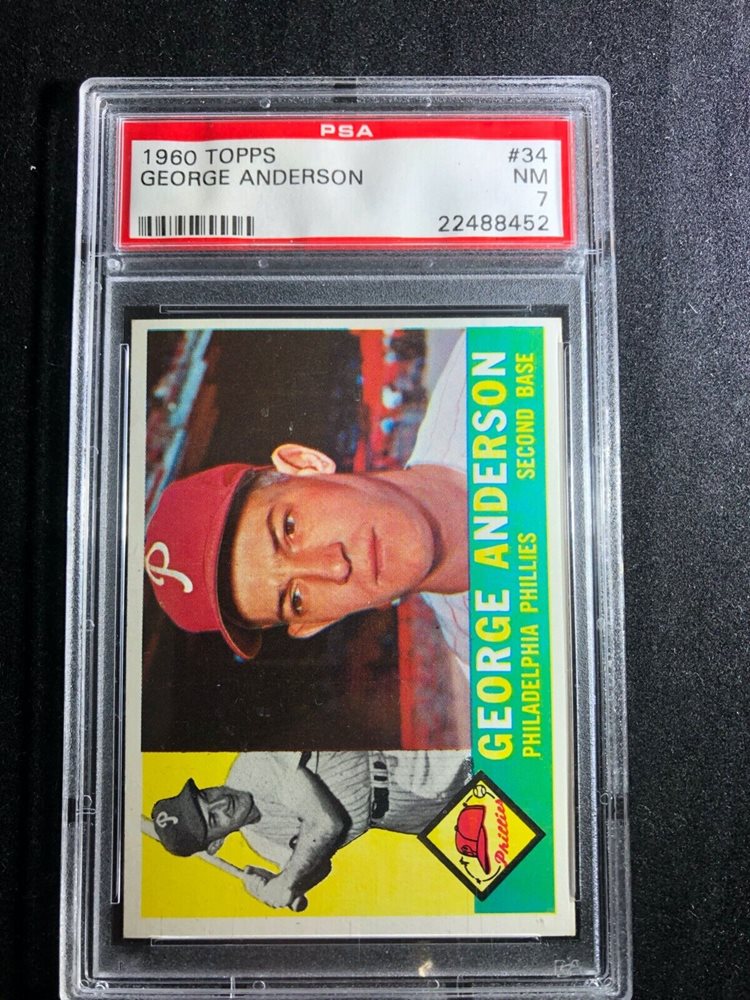 PSA
1960 TOPPS #34
GEORGE ANDERSON NM
7
22488452
GEORGE ANDERSON
PHILADELPHIA PHILLIES SECOND BASE
P
P
Phillies